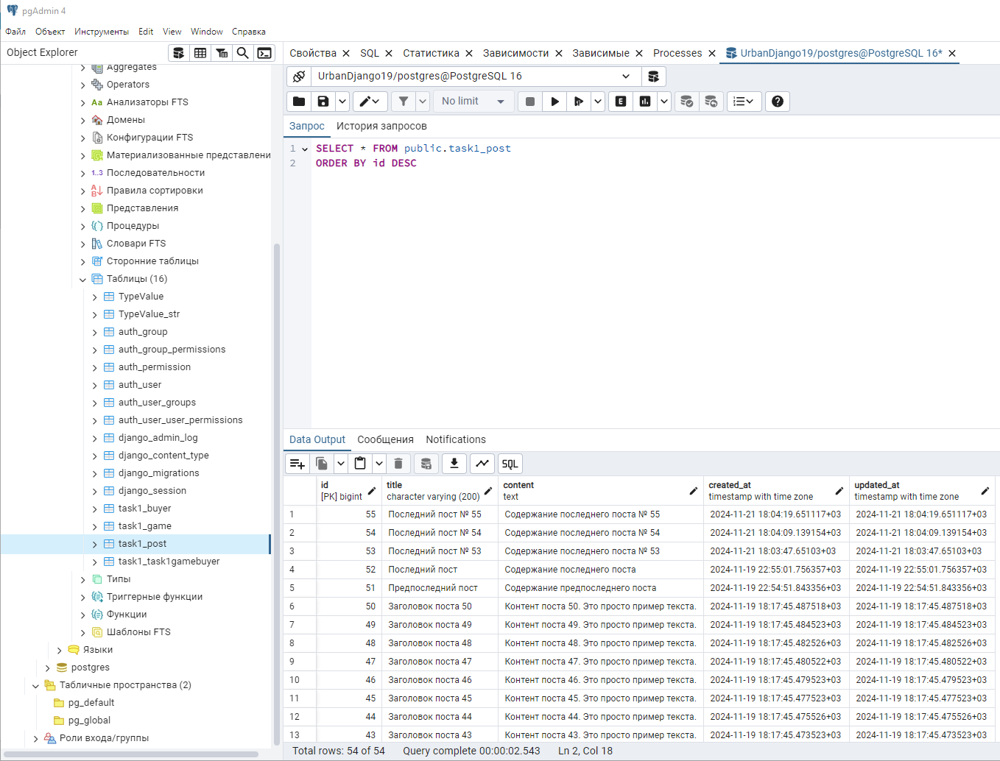 pgAdmin 4
Файл Объект Инструменты Edit View Window Справка
Object Explorer
Свойства SQL Статистика Зависимости Зависимые Processes UrbanDjango19/postgres@PostgreSQL 16*
UrbanDjango19/postgres@PostgreSQL 16
No limit
Запрос История запросов
1 SELECT * FROM public.task1_post
2 ORDER BY id DESC
Aggregates
Operators
Aa Анализаторы FTS
Домены
Конфигурации FTS
Материализованные представлени
1..3 Последовательности
Правила сортировки
Представления
Процедуры
Словари FTS
Сторонние таблицы
Таблицы (16)
TypeValue
TypeValue_str
auth_group
auth_group_permissions
auth_permission
auth_user
auth_user_groups
auth_user_user_permissions
django_admin_log
django_content_type
django_migrations
django_session
task1_buyer
task1_game
task1_post
task1_task1gamebuyer
Типы
Триггерные функции
Функции
Шаблоны FTS
Языки
postgres
Табличные пространства (2)
pg_default
pg_global
Роли входа/группы
Data Output Сообщения Notifications
SQL
id title content created_at updated_at
[PK] bigint character varying (200) text timestamp with time zone timestamp with time zone
1 55 Последний пост № 55 Содержание последнего поста № 55 2024-11-21 18:04:19.651117+03 2024-11-21 18:04:19.651117+03
2 54 Последний пост № 54 Содержание последнего поста № 54 2024-11-21 18:04:09.139154+03 2024-11-21 18:04:09.139154+03
3 53 Последний пост № 53 Содержание последнего поста № 53 2024-11-21 18:03:47.65103+03 2024-11-21 18:03:47.65103+03
4 52 Последний пост Содержание последнего поста 2024-11-19 22:55:01.756357+03 2024-11-19 22:55:01.756357+03
5 51 Предпоследний пост Содержание предпоследнего поста 2024-11-19 22:54:51.843356+03 2024-11-19 22:54:51.843356+03
6 50 Заголовок поста 50 Контент поста 50. Это просто пример текста. 2024-11-19 18:17:45.487518+03 2024-11-19 18:17:45.487518+03
7 49 Заголовок поста 49 Контент поста 49. Это просто пример текста. 2024-11-19 18:17:45.484523+03 2024-11-19 18:17:45.484523+03
8 48 Заголовок поста 48 Контент поста 48. Это просто пример текста. 2024-11-19 18:17:45.482526+03 2024-11-19 18:17:45.482526+03
9 47 Заголовок поста 47 Контент поста 47. Это просто пример текста. 2024-11-19 18:17:45.480522+03 2024-11-19 18:17:45.480522+03
10 46 Заголовок поста 46 Контент поста 46. Это просто пример текста. 2024-11-19 18:17:45.479523+03 2024-11-19 18:17:45.479523+03
11 45 Заголовок поста 45 Контент поста 45. Это просто пример текста. 2024-11-19 18:17:45.477523+03 2024-11-19 18:17:45.477523+03
12 44 Заголовок поста 44 Контент поста 44. Это просто пример текста. 2024-11-19 18:17:45.475526+03 2024-11-19 18:17:45.475526+03
13 43 Заголовок поста 43 Контент поста 43. Это просто пример текста. 2024-11-19 18:17:45.473523+03 2024-11-19 18:17:45.473523+03
Total rows: 54 of 54 Query complete 00:00:02.543 Ln 2, Col 18